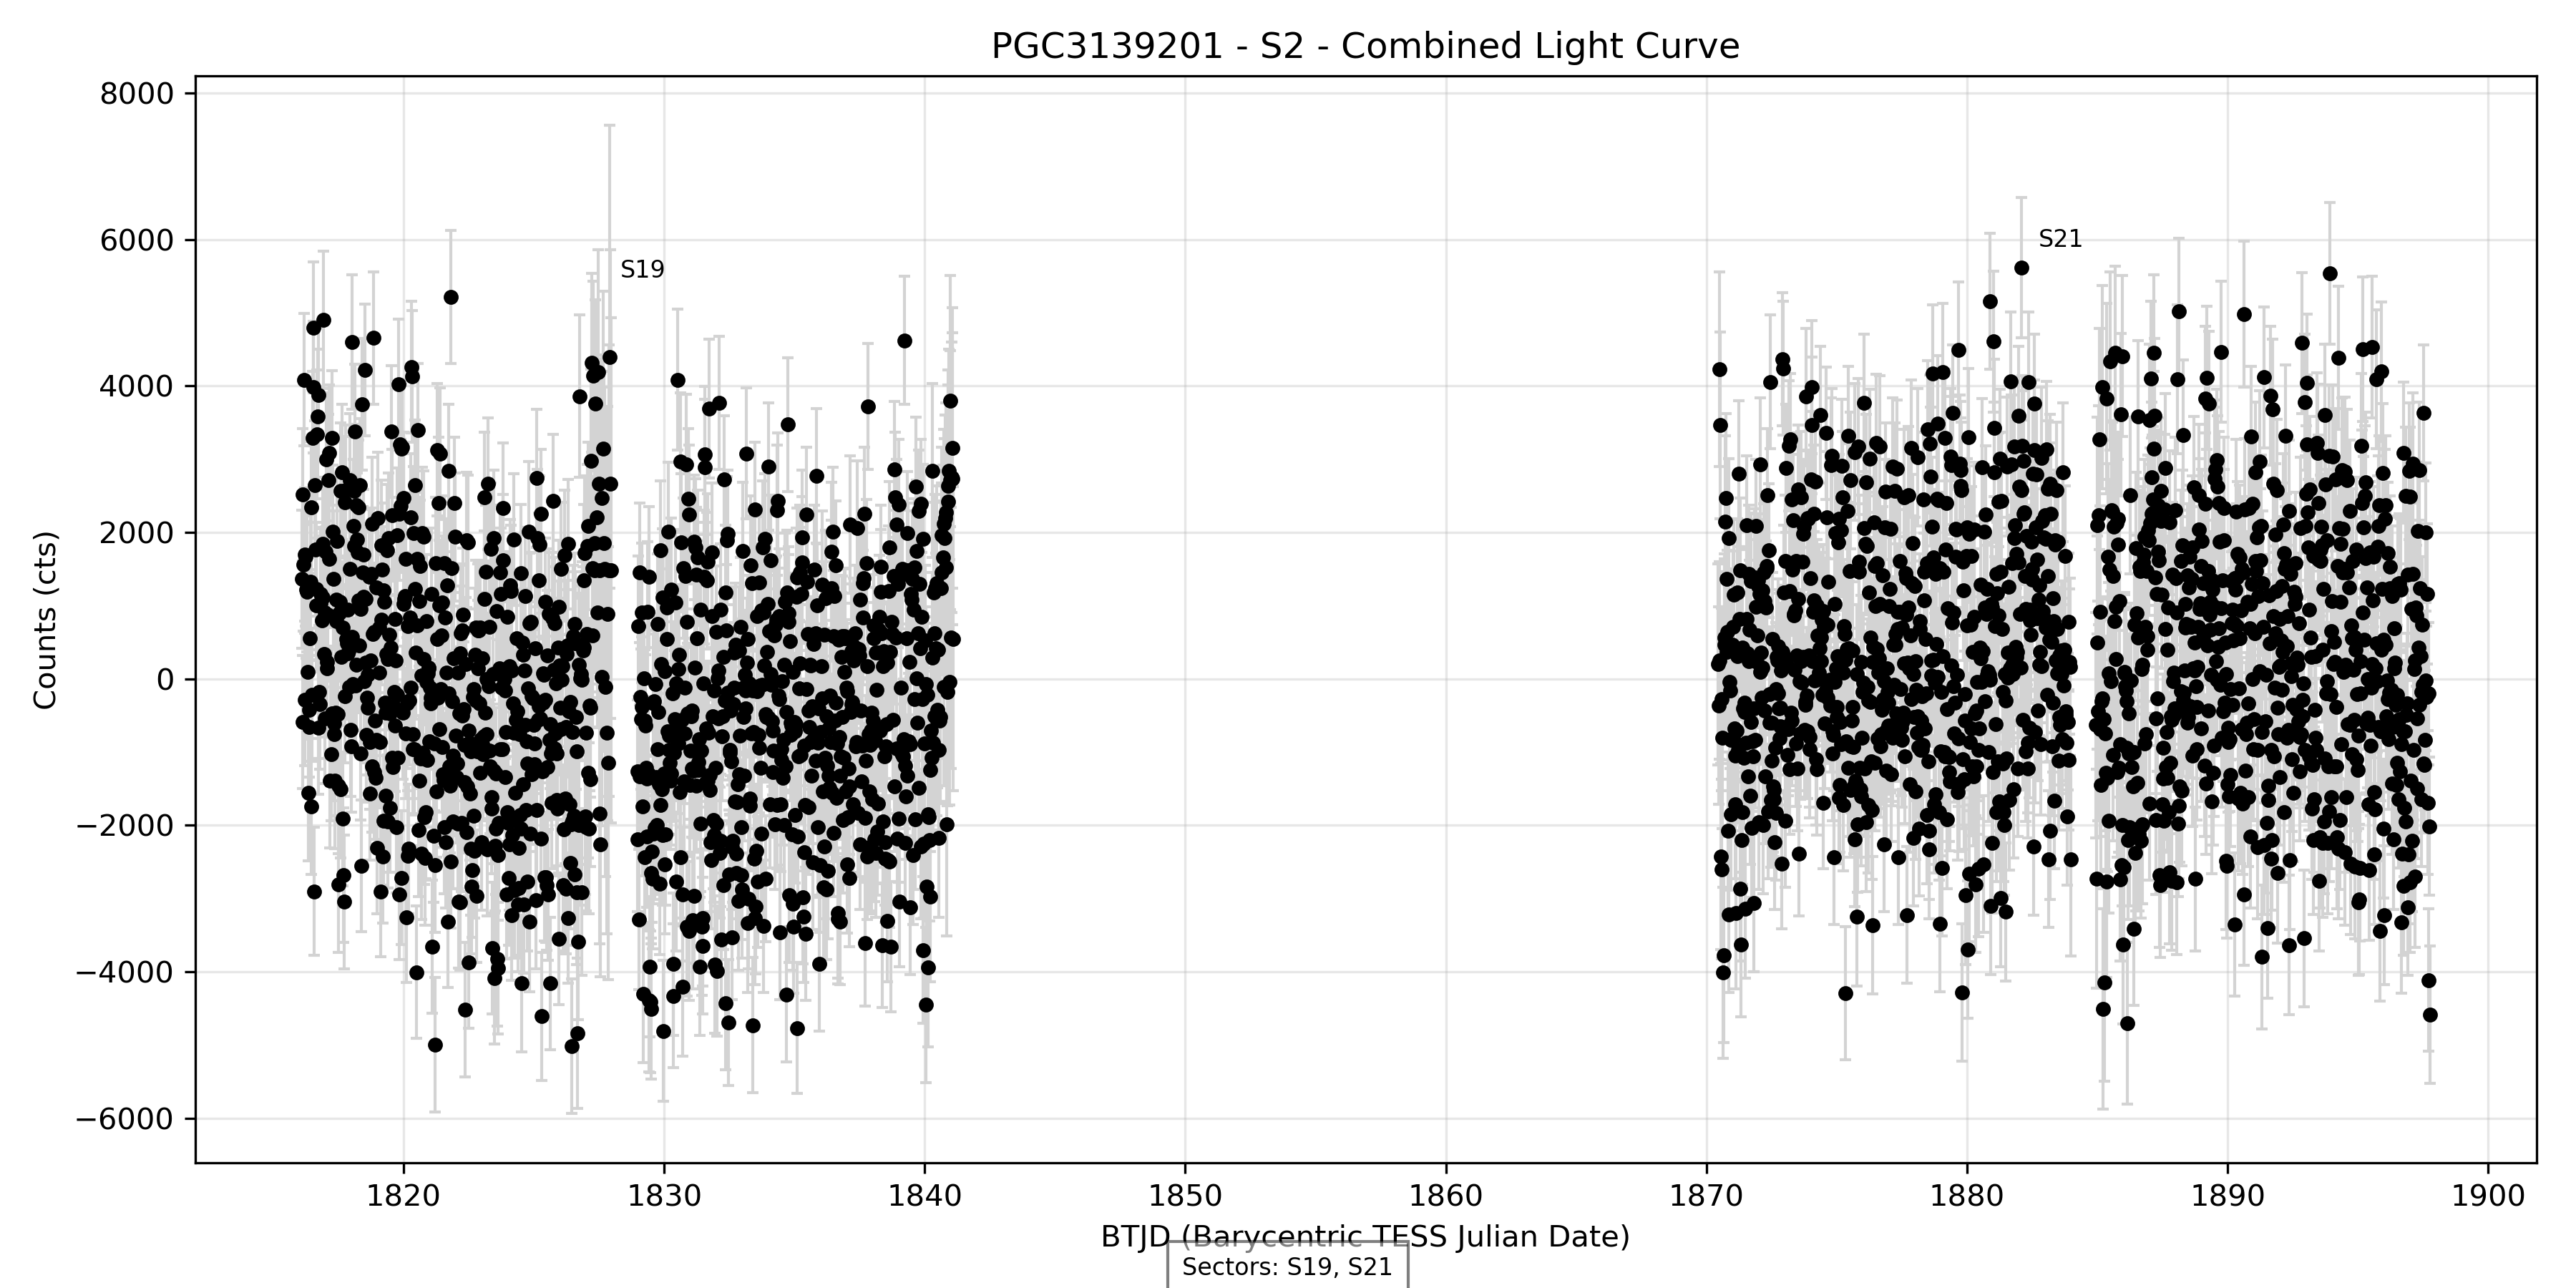 PGC3139201 - S2 - Combined Light Curve
8000
6000
4000
2000
0
−2000
−4000
−6000
Counts (cts)
S19
S21
1820
1830
1840
1850
1860
1870
1880
1890
1900
BTJD (Barycentric TESS Julian Date)
Sectors: S19, S21